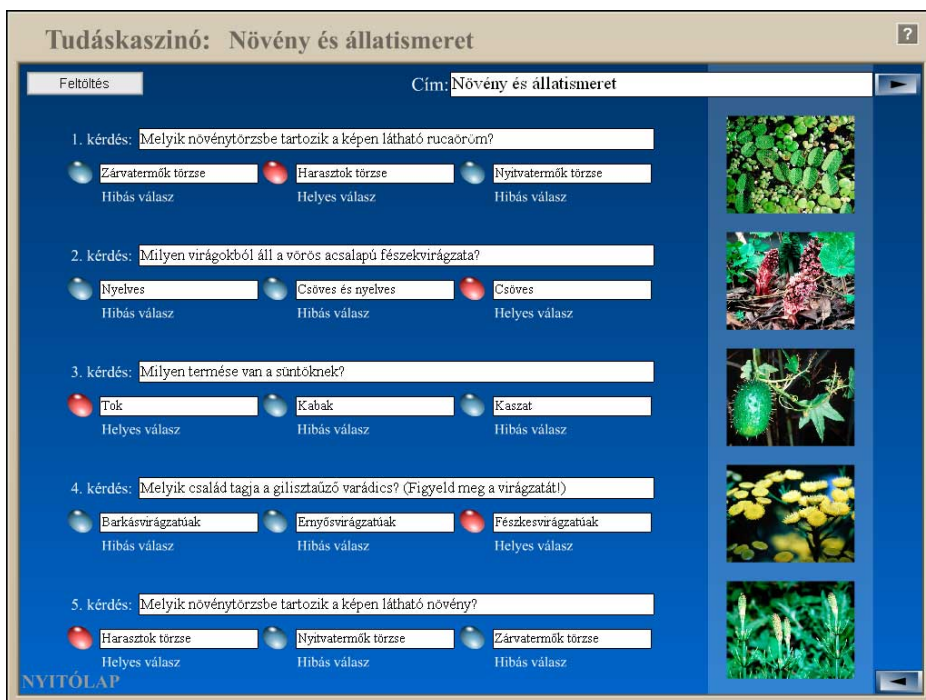 Tudáskaszinó: Növény és állatismeret
?
Feltöltés Cím: Növény és állatismeret
1. kérdés: Melyik növénytörzsbe tartozik a képen látható rucaöröm?
Zárvatermők törzse Harasztok törzse Nyitvatermők törzse
Hibás válasz Helyes válasz Hibás válasz
2. kérdés: Milyen virágokból áll a vörös acsalapú fészekvirágzata?
Nyelves Csöves és nyelves Csöves
Hibás válasz Hibás válasz Helyes válasz
3. kérdés: Milyen termése van a süntöknek?
Tok Kabak Kaszat
Helyes válasz Hibás válasz Hibás válasz
4. kérdés: Melyik család tagja a gilisztaűző varádics? (Figyeld meg a virágzatát!)
Barkásvirágzatúak Ernyősvirágzatúak Fészkesvirágzatúak
Hibás válasz Hibás válasz Helyes válasz
5. kérdés: Melyik növénytörzsbe tartozik a képen látható növény?
Harasztok törzse Nyitvatermők törzse Zárvatermők törzse
Helyes válasz Hibás válasz Hibás válasz
NYITÓLAP